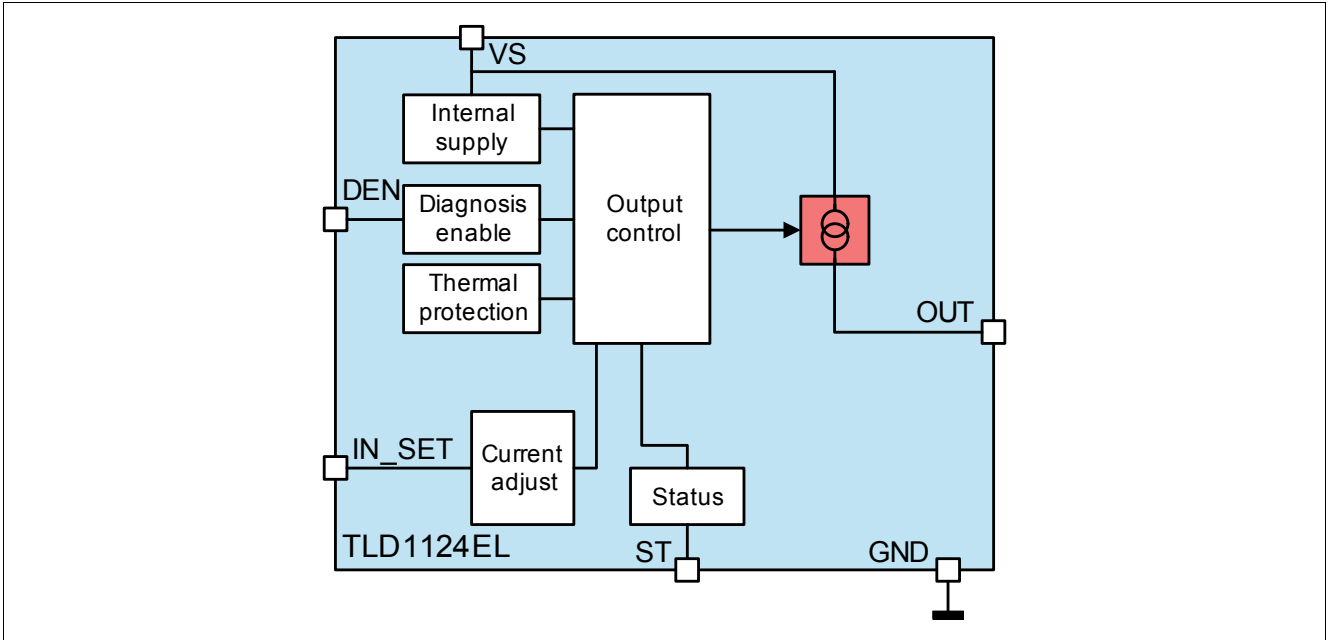 VS
Internal
supply
DEN
Diagnosis
enable
Output
control
Thermal
protection
OUT
IN_SET
Current
adjust
Status
TLD1124EL
ST
GND